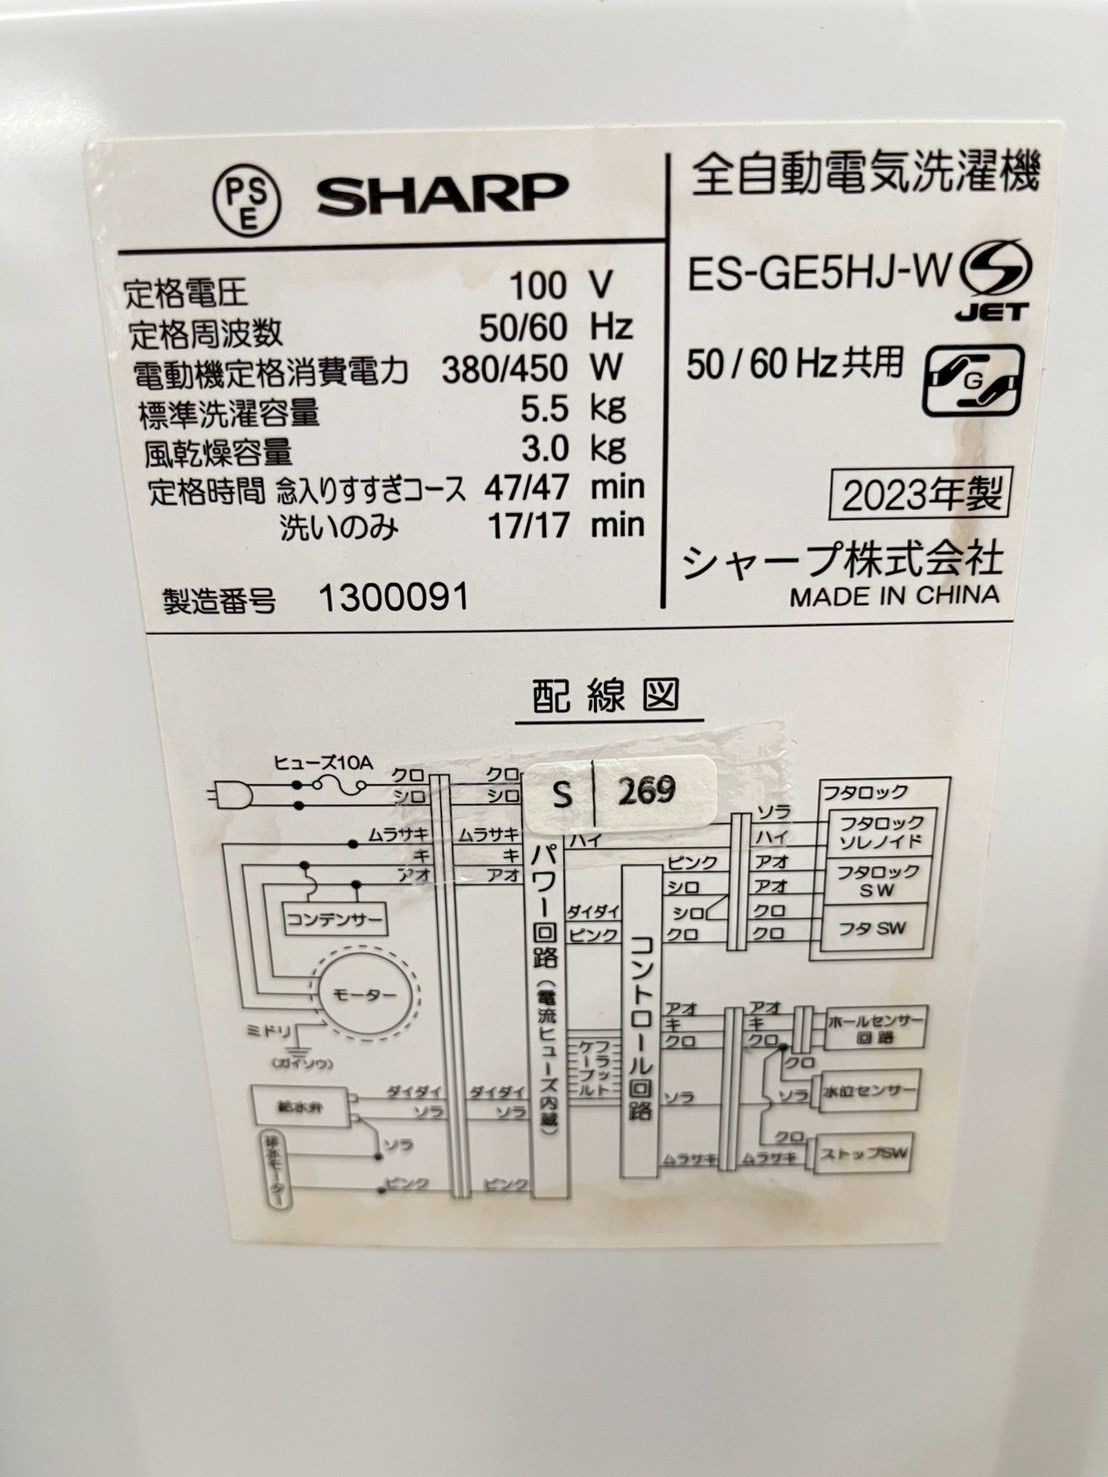 PS
E
SHARP
定格電圧 100 V
定格周波数 50/60 Hz
電動機定格消費電力 380/450 W
標準洗濯容量 5.5 kg
風乾燥容量 3.0 kg
定格時間 念入りすすぎコース 47/47 min
洗いのみ 17/17 min
製造番号 1300091
全自動電気洗濯機
ES-GE5HJ-W
JET
50/60 Hz共用
G
2023年製
シャープ株式会社
MADE IN CHINA
配線図
S 269
ヒューズ10A
クロ
シロ
ムラサキ
キ
アオ
クロ
シロ
ムラサキ
キ
アオ
コンデンサー
モーター
ミドリ
(ガイソウ)
給水弁
ダイダイ
ソラ
ダイダイ
ソラ
ソラ
排水モーター
ピンク
ピンク
パワー回路(電流ヒューズ内蔵)
ハイ
ダイダイ
ピンク
フラット
ケーブル
コントロール回路
ピンク
シロ
シロ
クロ
ソラ
ハイ
アオ
アオ
クロ
クロ
フタロック
フタロック
ソレノイド
フタロック
SW
フタSW
アオ
キ
クロ
アオ
キ
クロ
クロ
ホールセンサー
回路
ソラ
ソラ
水位センサー
クロ
ムラサキ
ムラサキ
ストップSW